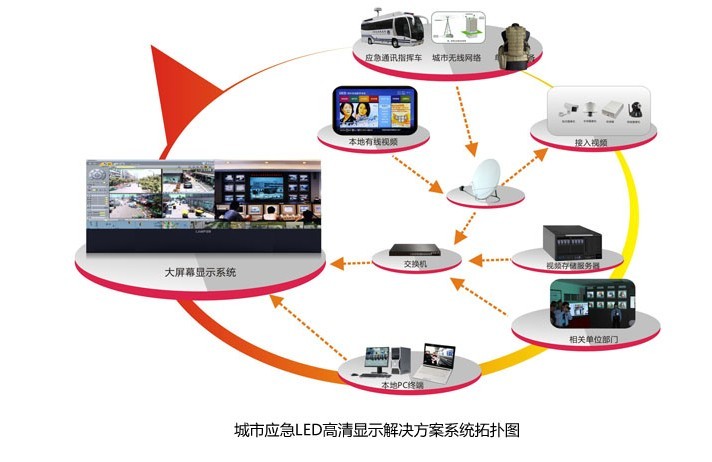 应急通讯指挥车
城市无线网络
本地有线视频
接入视频
大屏幕显示系统
交换机
视频存储服务器
相关单位部门
本地PC终端
城市应急LED高清显示解决方案系统拓扑图